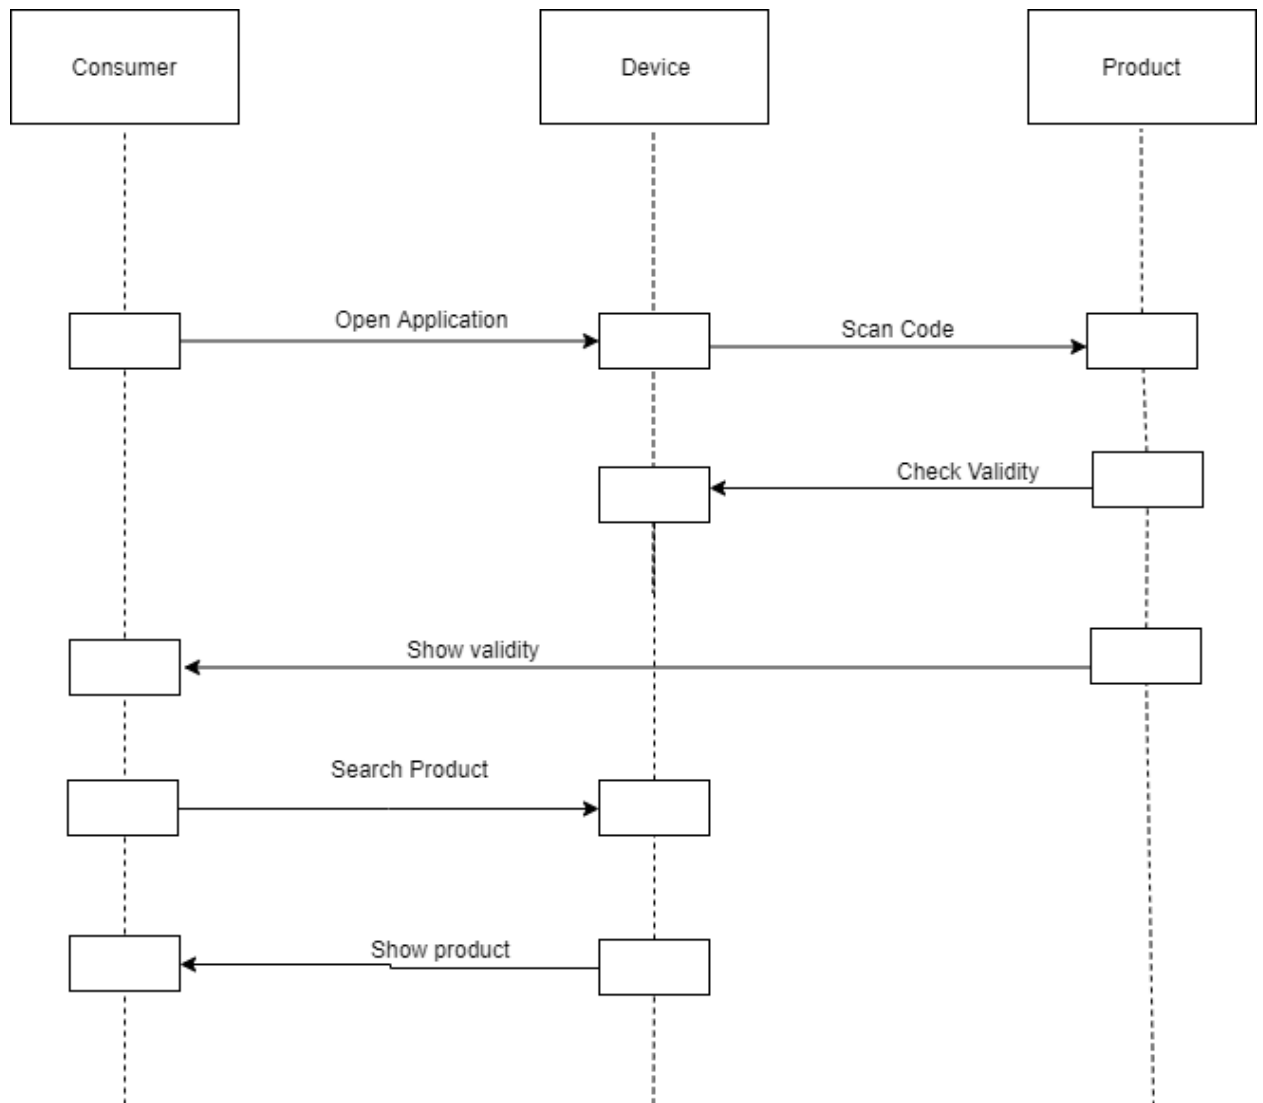 Consumer
Device
Product
Open Application
Scan Code
Check Validity
Show validity
Search Product
Show product